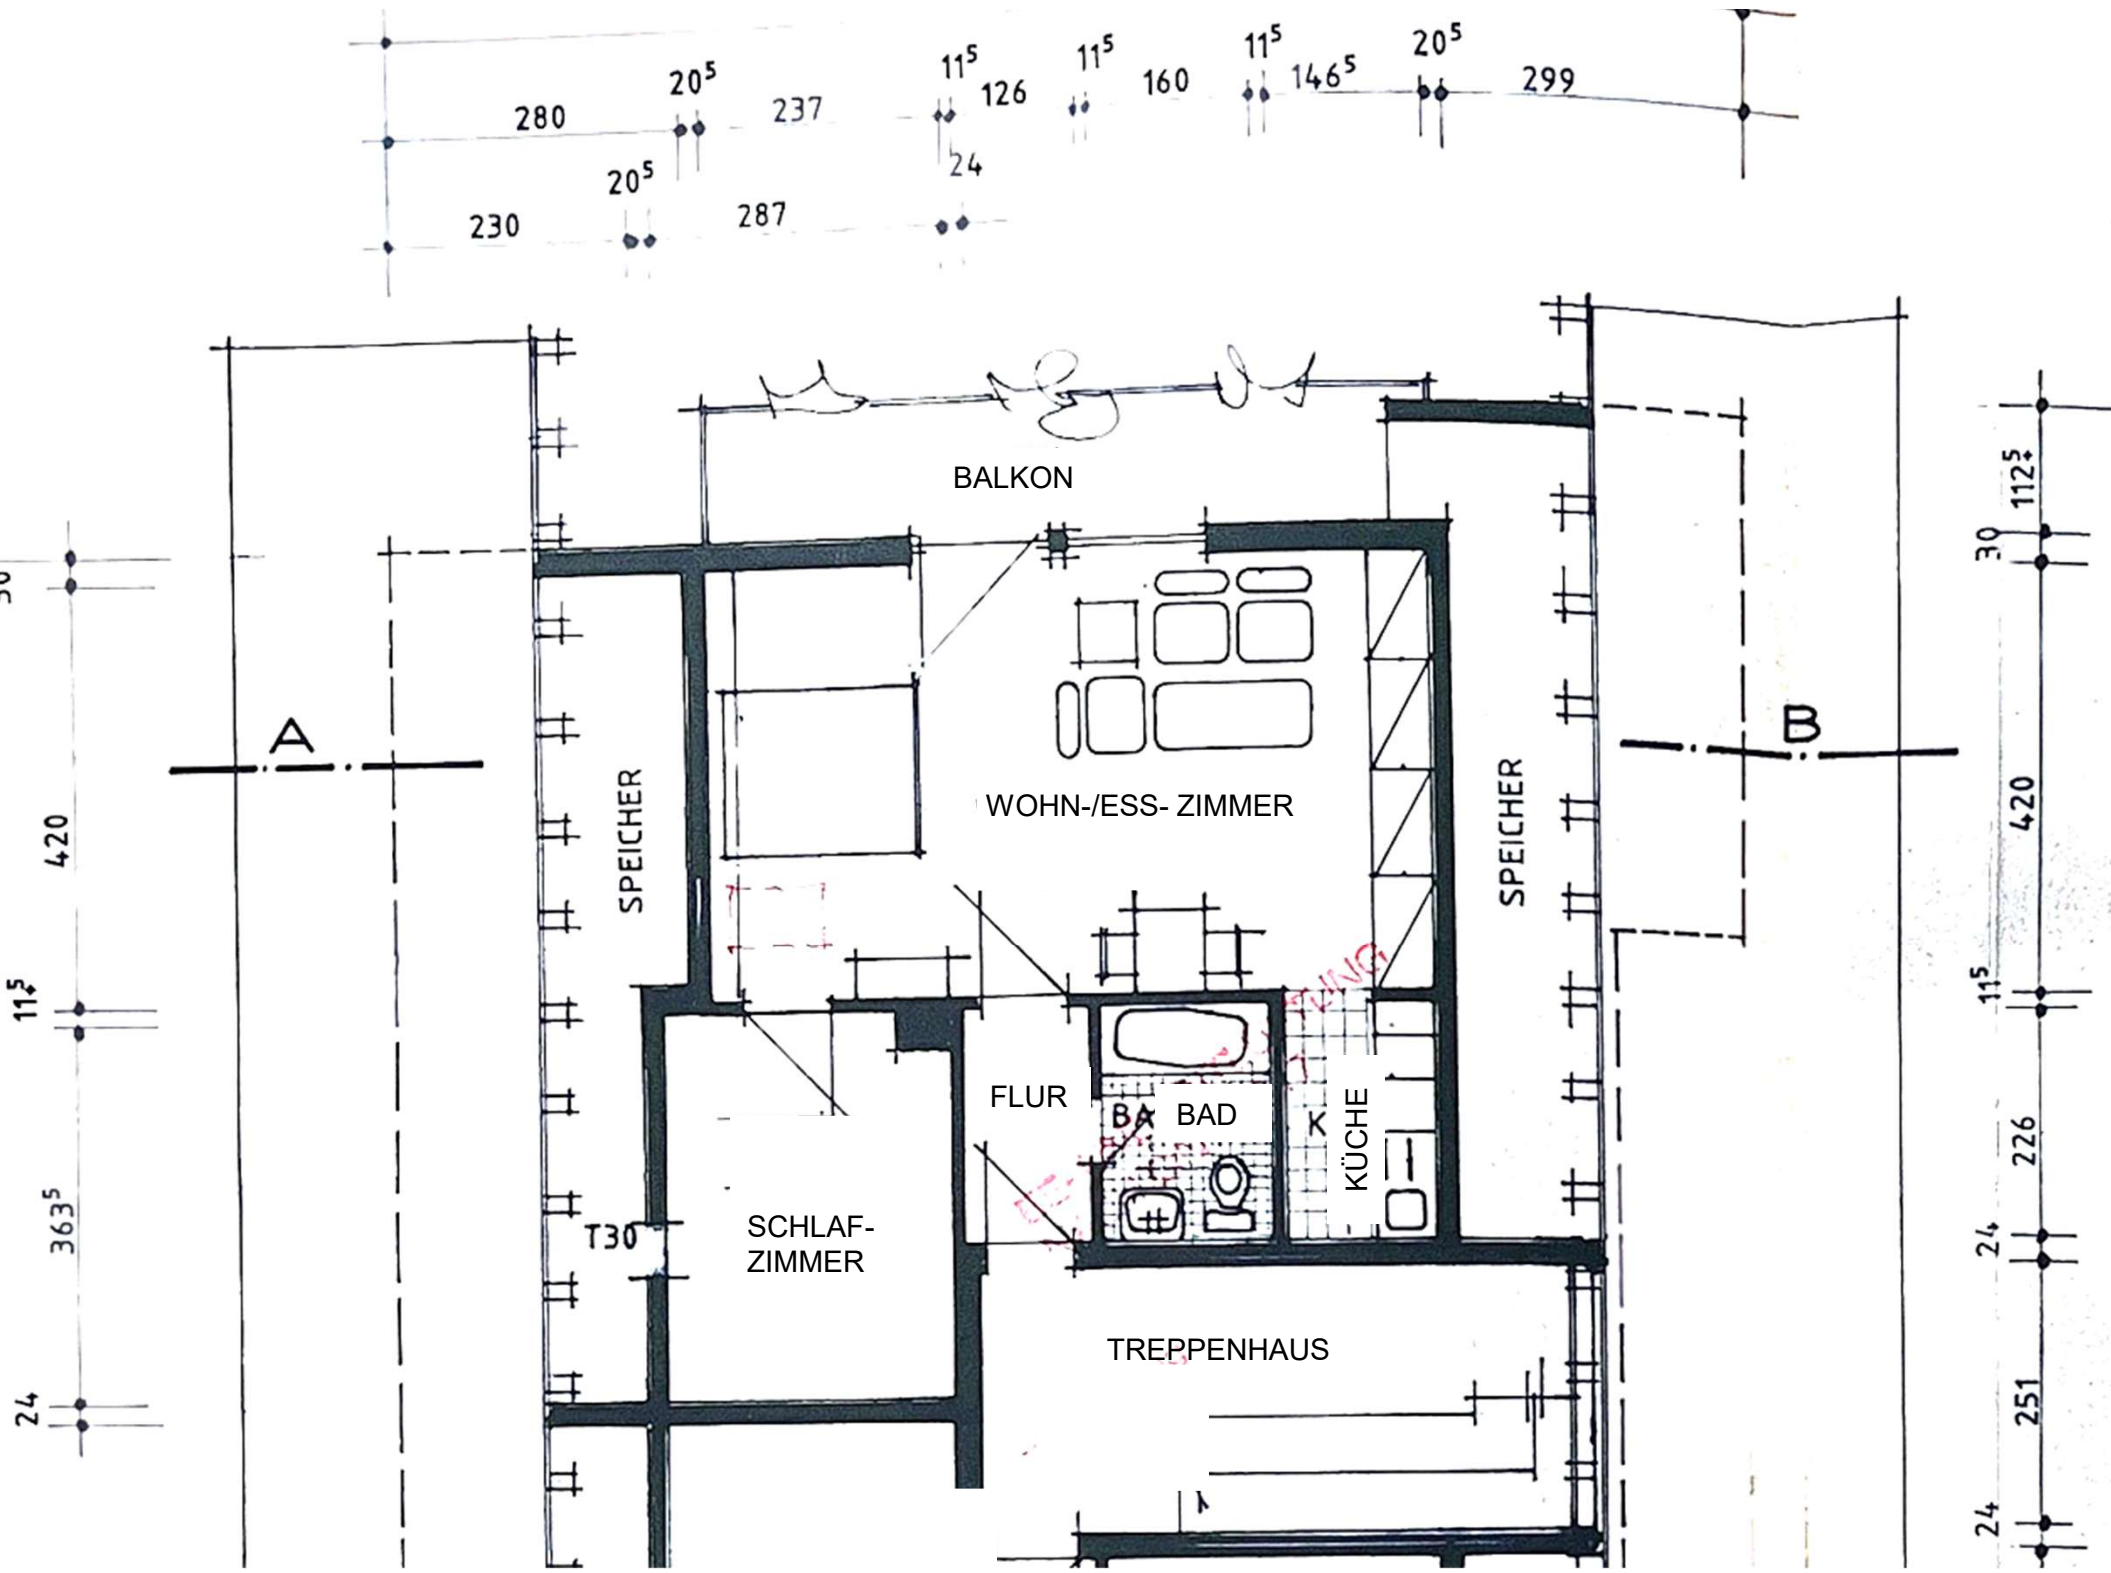 11⁵
11⁵
11⁵
20⁵
20⁵
280
237
126
160
146⁵
299
20⁵
24
230
287
BALKON
112⁵
30
A
B
WOHN-/ESS- ZIMMER
SPEICHER
SPEICHER
420
420
TUNG
11⁵
11⁵
FLUR
BA
BAD
K
KÜCHE
226
363⁵
T30
SCHLAF-
ZIMMER
24
TREPPENHAUS
251
24
24